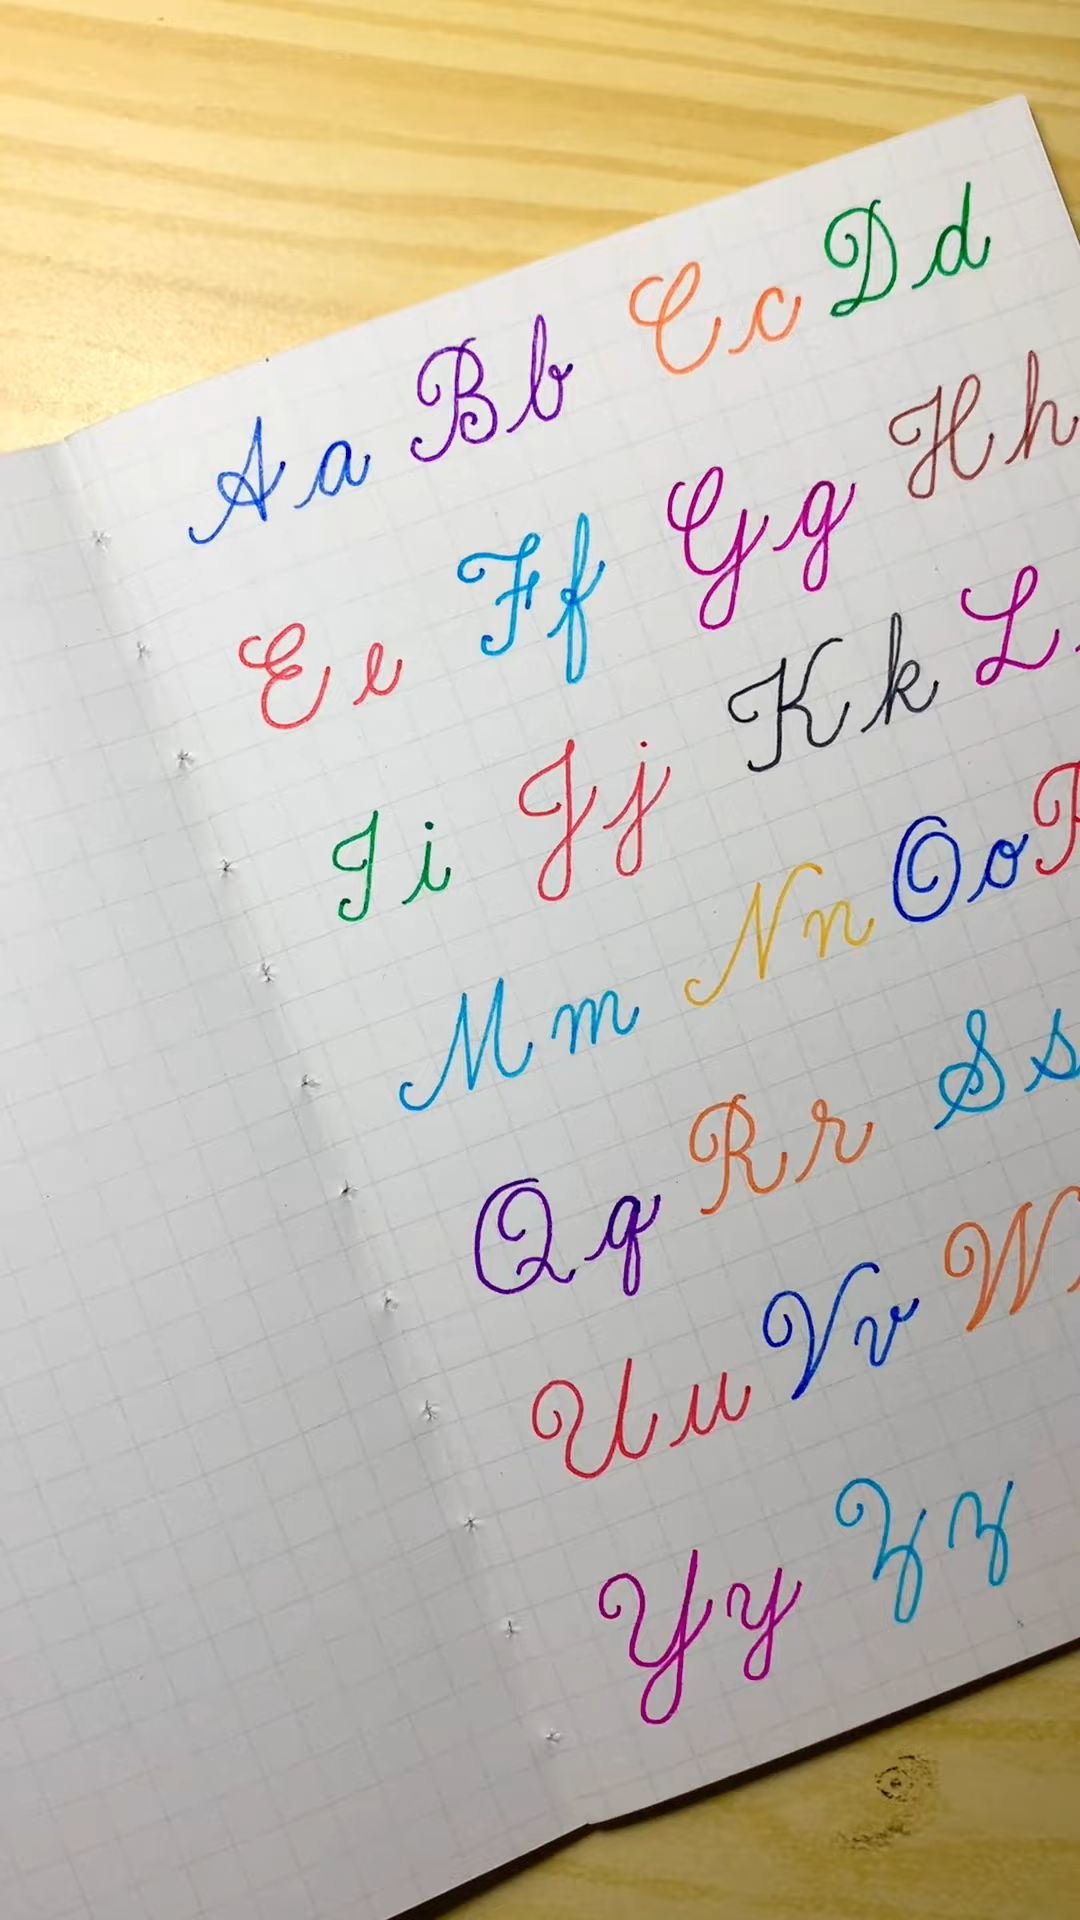 Aa Bb Cc Dd
Ee Ff Gg Hh
Ii Jj Kk L
Mm Nn Oo P
Qq Rr Ss
Uu Vv W
Yy Zz